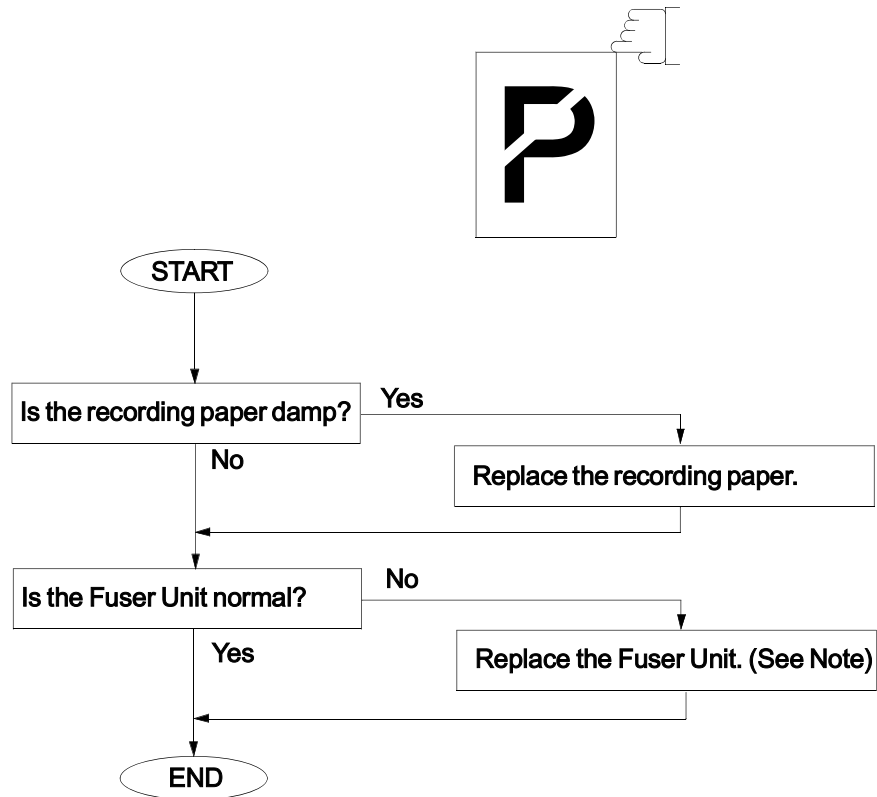 P
START
Is the recording paper damp?
Yes
No
Replace the recording paper.
Is the Fuser Unit normal?
No
Yes
Replace the Fuser Unit. (See Note)
END